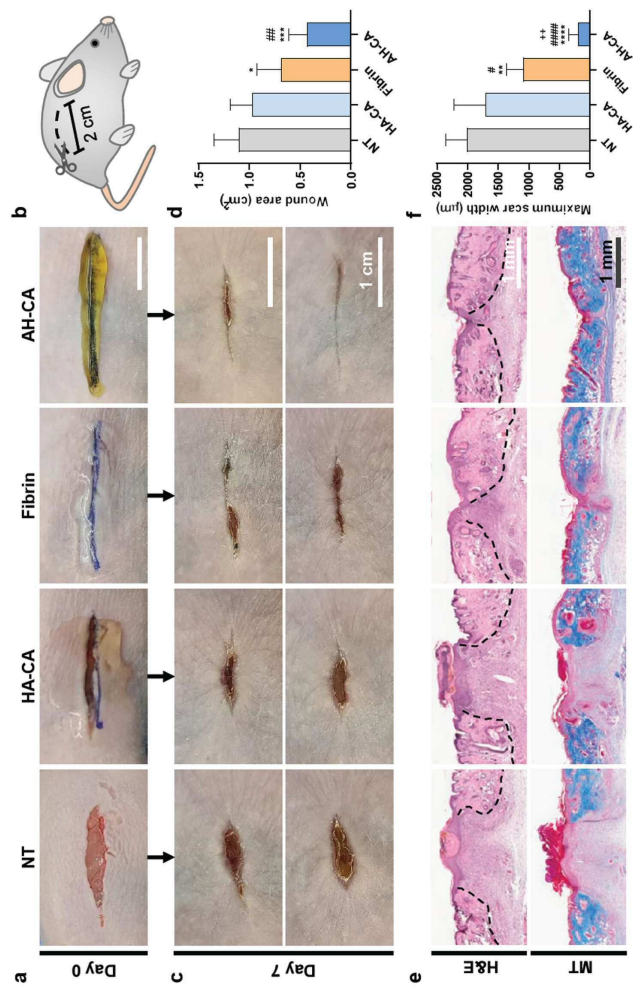 a
NT
HA-CA
Fibrin
AH-CA
Day 0
b
2 cm
c
Day 7
1 cm
d
Wound area (cm²)
1.5
1.0
0.5
0.0
*
***
##
NT
HA-CA
Fibrin
AH-CA
e
H&E
1 mm
MT
1 mm
f
Maximum scar width (μm)
2500
2000
1500
1000
500
0
#
**
++
####
****
NT
HA-CA
Fibrin
AH-CA